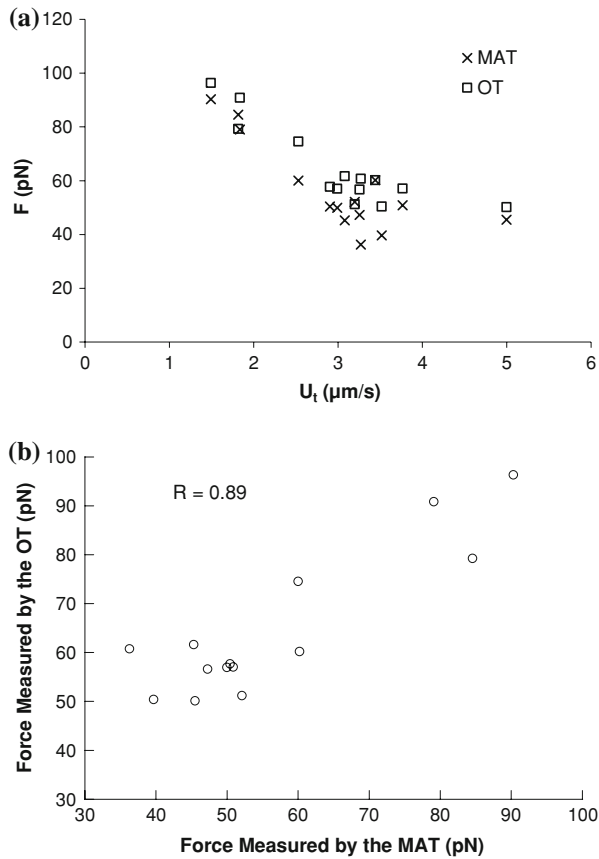 (a)
120
100
80
60
40
20
0
F (pN)
× MAT
□ OT
0 1 2 3 4 5 6
Uₜ (μm/s)
(b)
100
90
80
70
60
50
40
30
Force Measured by the OT (pN)
R = 0.89
30 40 50 60 70 80 90 100
Force Measured by the MAT (pN)